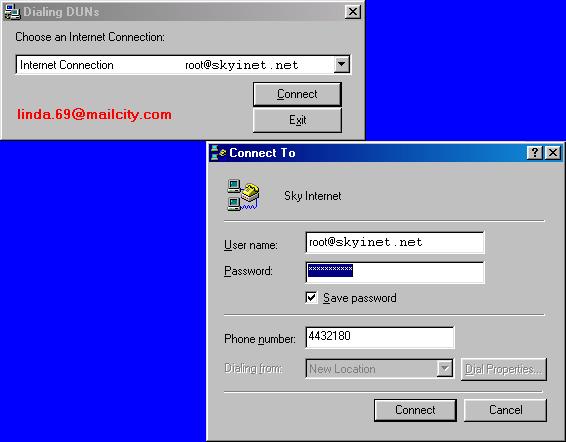 Dialing DUNs
Choose an Internet Connection:
Internet Connection root@skyinet.net
Connect
linda.69@mailcity.com
Exit
Connect To
Sky Internet
User name: root@skyinet.net
Password: ***********
Save password
Phone number: 4432180
Dialing from: New Location Dial Properties...
Connect Cancel